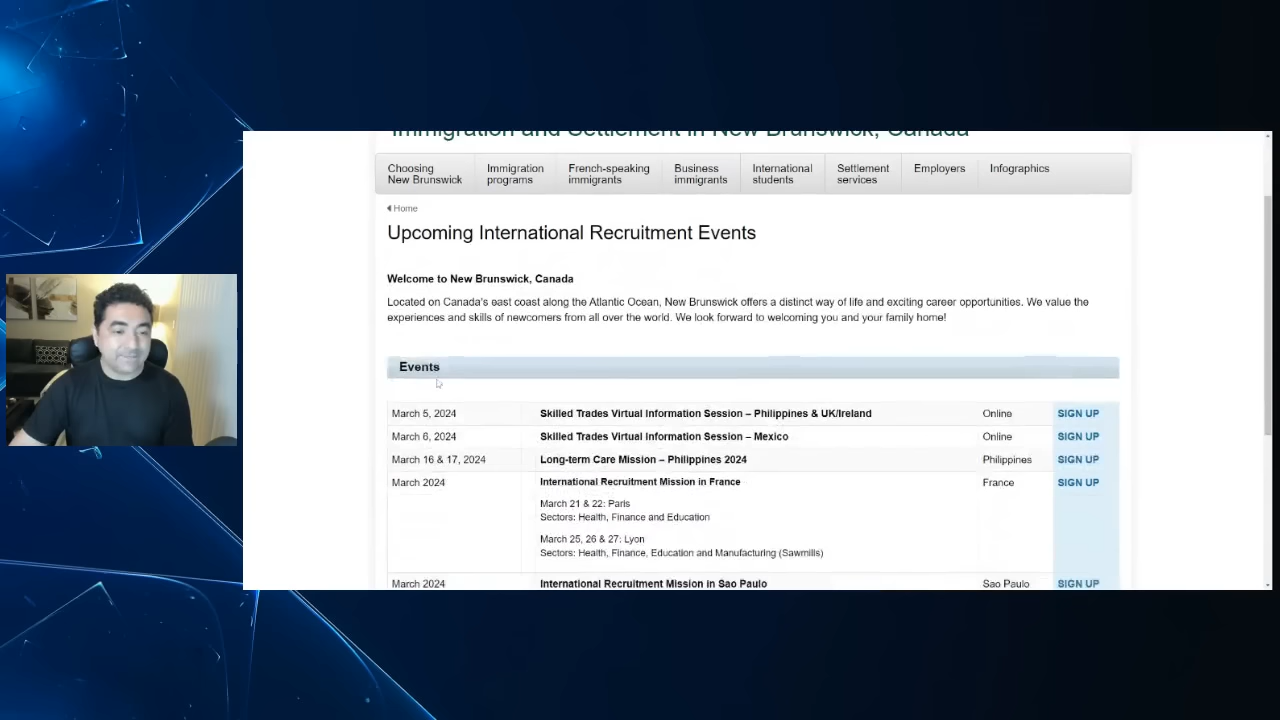 Immigration and Settlement in New Brunswick, Canada
Choosing New Brunswick
Immigration programs
French-speaking immigrants
Business immigrants
International students
Settlement services
Employers
Infographics
Home
Upcoming International Recruitment Events
Welcome to New Brunswick, Canada
Located on Canada's east coast along the Atlantic Ocean, New Brunswick offers a distinct way of life and exciting career opportunities. We value the
experiences and skills of newcomers from all over the world. We look forward to welcoming you and your family home!
Events
March 5, 2024 Skilled Trades Virtual Information Session – Philippines & UK/Ireland Online SIGN UP
March 6, 2024 Skilled Trades Virtual Information Session – Mexico Online SIGN UP
March 16 & 17, 2024 Long-term Care Mission – Philippines 2024 Philippines SIGN UP
March 2024 International Recruitment Mission in France France SIGN UP
March 21 & 22: Paris
Sectors: Health, Finance and Education
March 25, 26 & 27: Lyon
Sectors: Health, Finance, Education and Manufacturing (Sawmills)
March 2024 International Recruitment Mission in Sao Paulo Sao Paulo SIGN UP